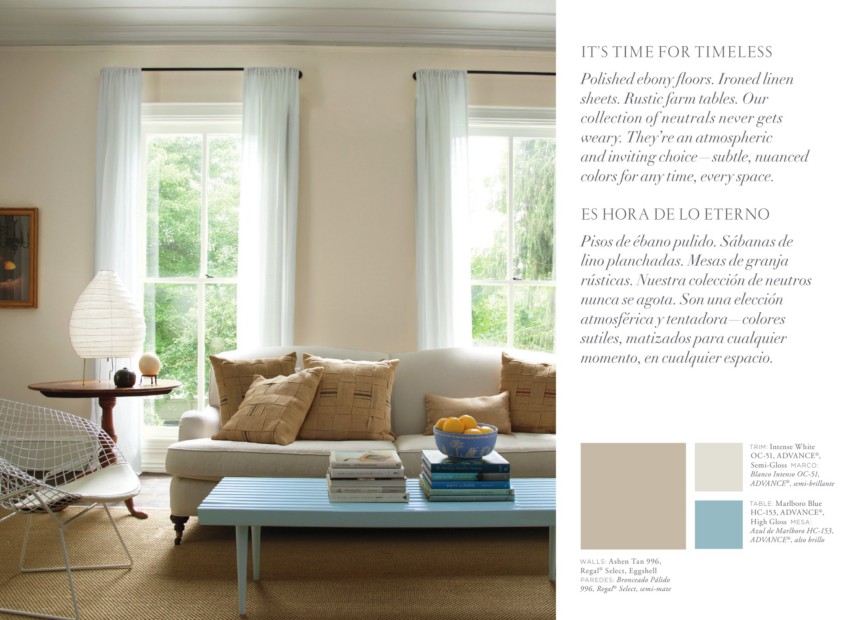 IT'S TIME FOR TIMELESS
Polished ebony floors. Ironed linen
sheets. Rustic farm tables. Our
collection of neutrals never gets
weary. They're an atmospheric
and inviting choice—subtle, nuanced
colors for any time, every space.
ES HORA DE LO ETERNO
Pisos de ébano pulido. Sábanas de
lino planchadas. Mesas de granja
rústicas. Nuestra colección de neutros
nunca se agota. Son una elección
atmosférica y tentadora—colores
sutiles, matizados para cualquier
momento, en cualquier espacio.
TRIM: Intense White
OC-51, ADVANCE®,
Semi-Gloss MARCO:
Blanco Intenso OC-51,
ADVANCE®, semi-brillante
TABLE: Marlboro Blue
HC-153, ADVANCE®,
High Gloss MESA:
Azul de Marlboro HC-153,
ADVANCE®, alto brillo
WALLS: Ashen Tan 996,
Regal® Select, Eggshell
PAREDES: Bronceado Pálido
996, Regal® Select, semi-mate